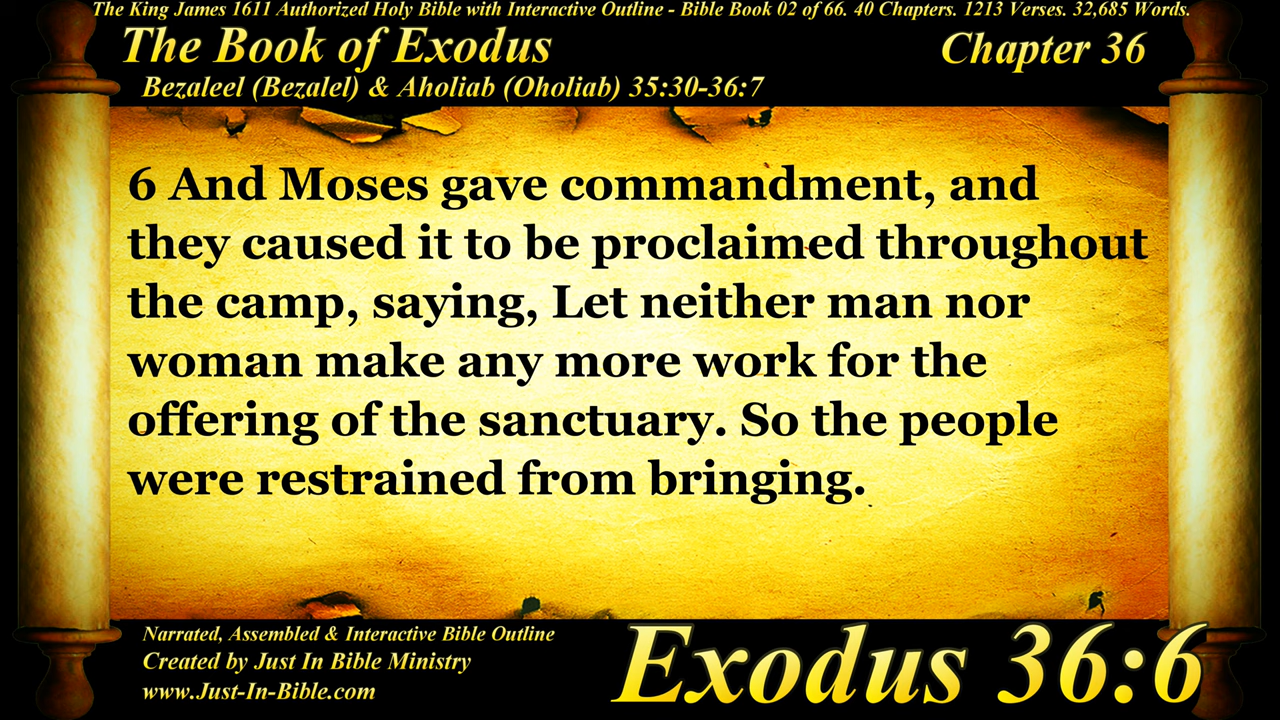 The King James 1611 Authorized Holy Bible with Interactive Outline - Bible Book 02 of 66. 40 Chapters. 1213 Verses. 32,685 Words.
The Book of Exodus
Chapter 36
Bezaleel (Bezalel) & Aholiab (Oholiab) 35:30-36:7
6 And Moses gave commandment, and
they caused it to be proclaimed throughout
the camp, saying, Let neither man nor
woman make any more work for the
offering of the sanctuary. So the people
were restrained from bringing.
Narrated, Assembled & Interactive Bible Outline
Created by Just In Bible Ministry
www.Just-In-Bible.com
Exodus 36:6